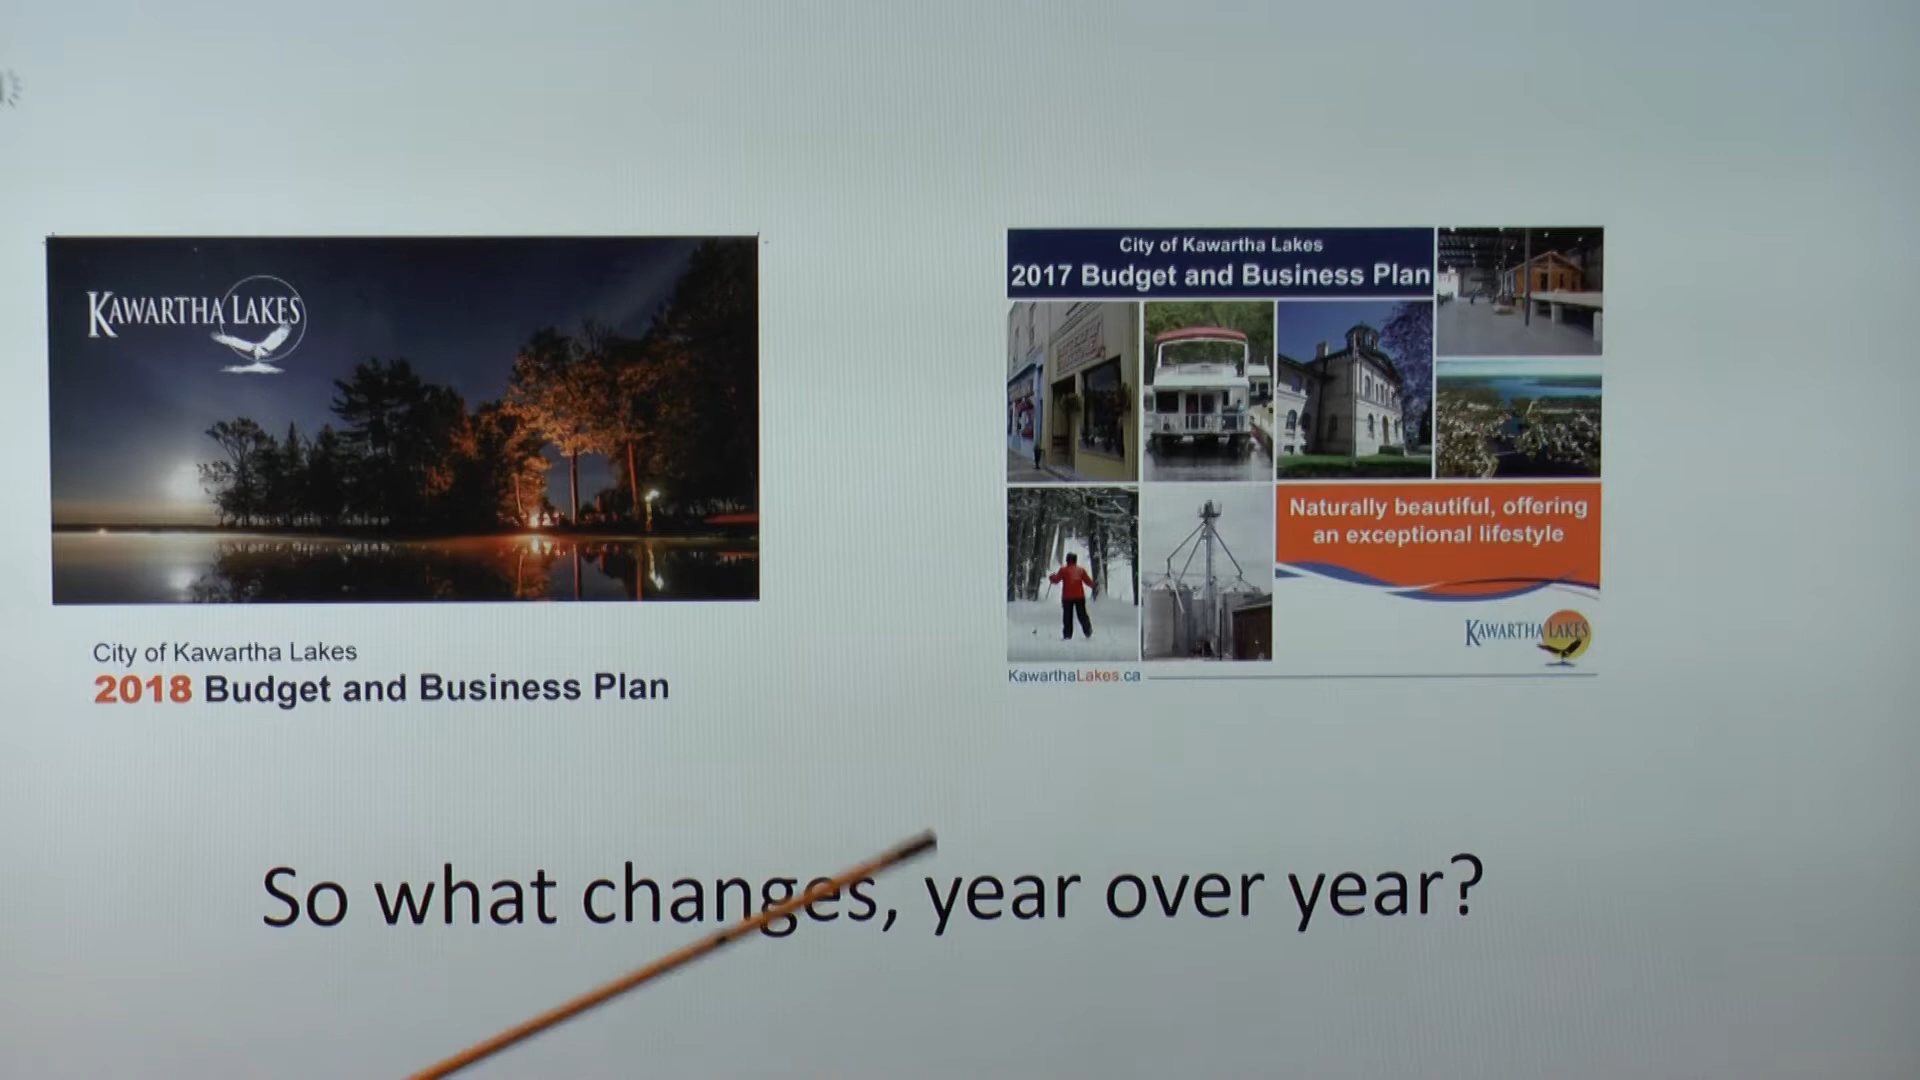 KAWARTHA LAKES
City of Kawartha Lakes
2018 Budget and Business Plan
City of Kawartha Lakes
2017 Budget and Business Plan
Naturally beautiful, offering
an exceptional lifestyle
KAWARTHA LAKES
KawarthaLakes.ca
So what changes, year over year?